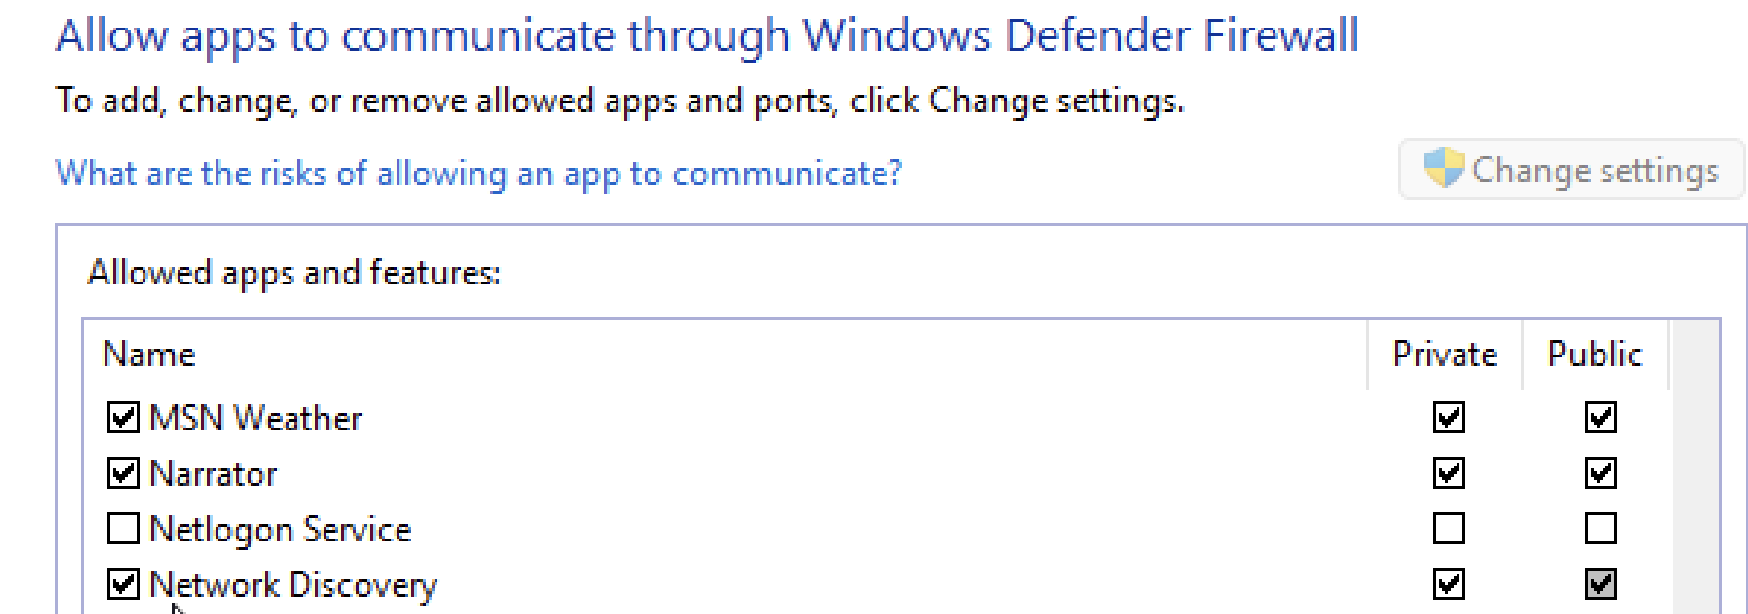 Allow apps to communicate through Windows Defender Firewall
To add, change, or remove allowed apps and ports, click Change settings.
What are the risks of allowing an app to communicate?
Change settings
Allowed apps and features:
Name Private Public
MSN Weather
Narrator
Netlogon Service
Network Discovery